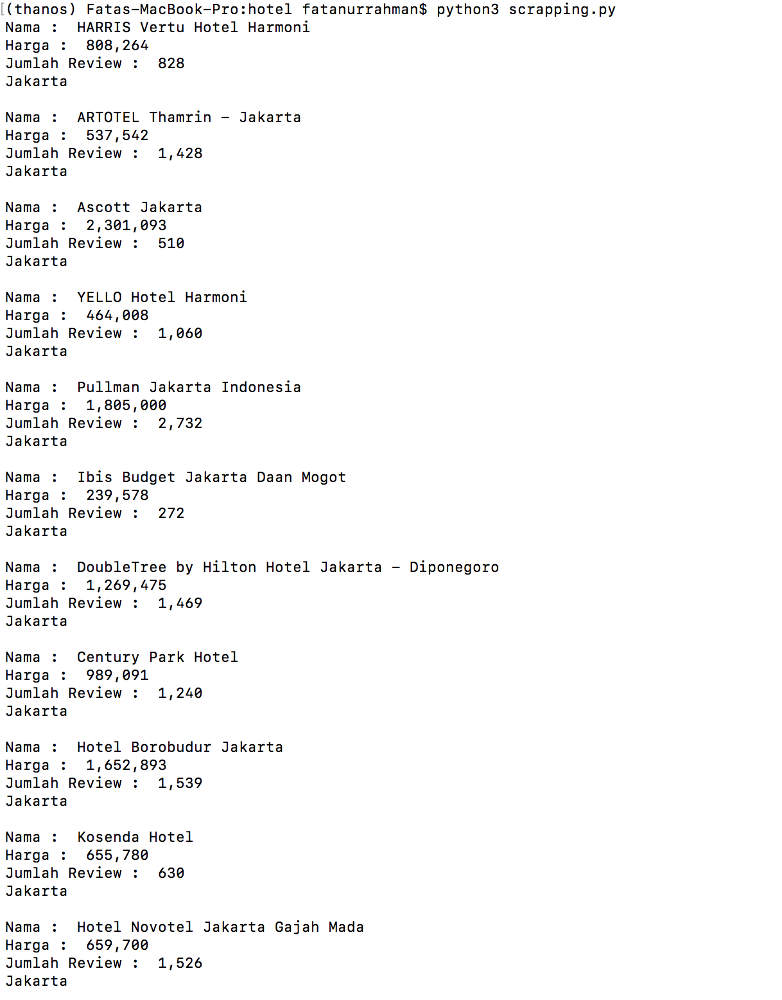 [(thanos) Fatas-MacBook-Pro:hotel fatanurrahman$ python3 scrapping.py
Nama :  HARRIS Vertu Hotel Harmoni
Harga :  808,264
Jumlah Review :  828
Jakarta

Nama :  ARTOTEL Thamrin - Jakarta
Harga :  537,542
Jumlah Review :  1,428
Jakarta

Nama :  Ascott Jakarta
Harga :  2,301,093
Jumlah Review :  510
Jakarta

Nama :  YELLO Hotel Harmoni
Harga :  464,008
Jumlah Review :  1,060
Jakarta

Nama :  Pullman Jakarta Indonesia
Harga :  1,805,000
Jumlah Review :  2,732
Jakarta

Nama :  Ibis Budget Jakarta Daan Mogot
Harga :  239,578
Jumlah Review :  272
Jakarta

Nama :  DoubleTree by Hilton Hotel Jakarta - Diponegoro
Harga :  1,269,475
Jumlah Review :  1,469
Jakarta

Nama :  Century Park Hotel
Harga :  989,091
Jumlah Review :  1,240
Jakarta

Nama :  Hotel Borobudur Jakarta
Harga :  1,652,893
Jumlah Review :  1,539
Jakarta

Nama :  Kosenda Hotel
Harga :  655,780
Jumlah Review :  630
Jakarta

Nama :  Hotel Novotel Jakarta Gajah Mada
Harga :  659,700
Jumlah Review :  1,526
Jakarta